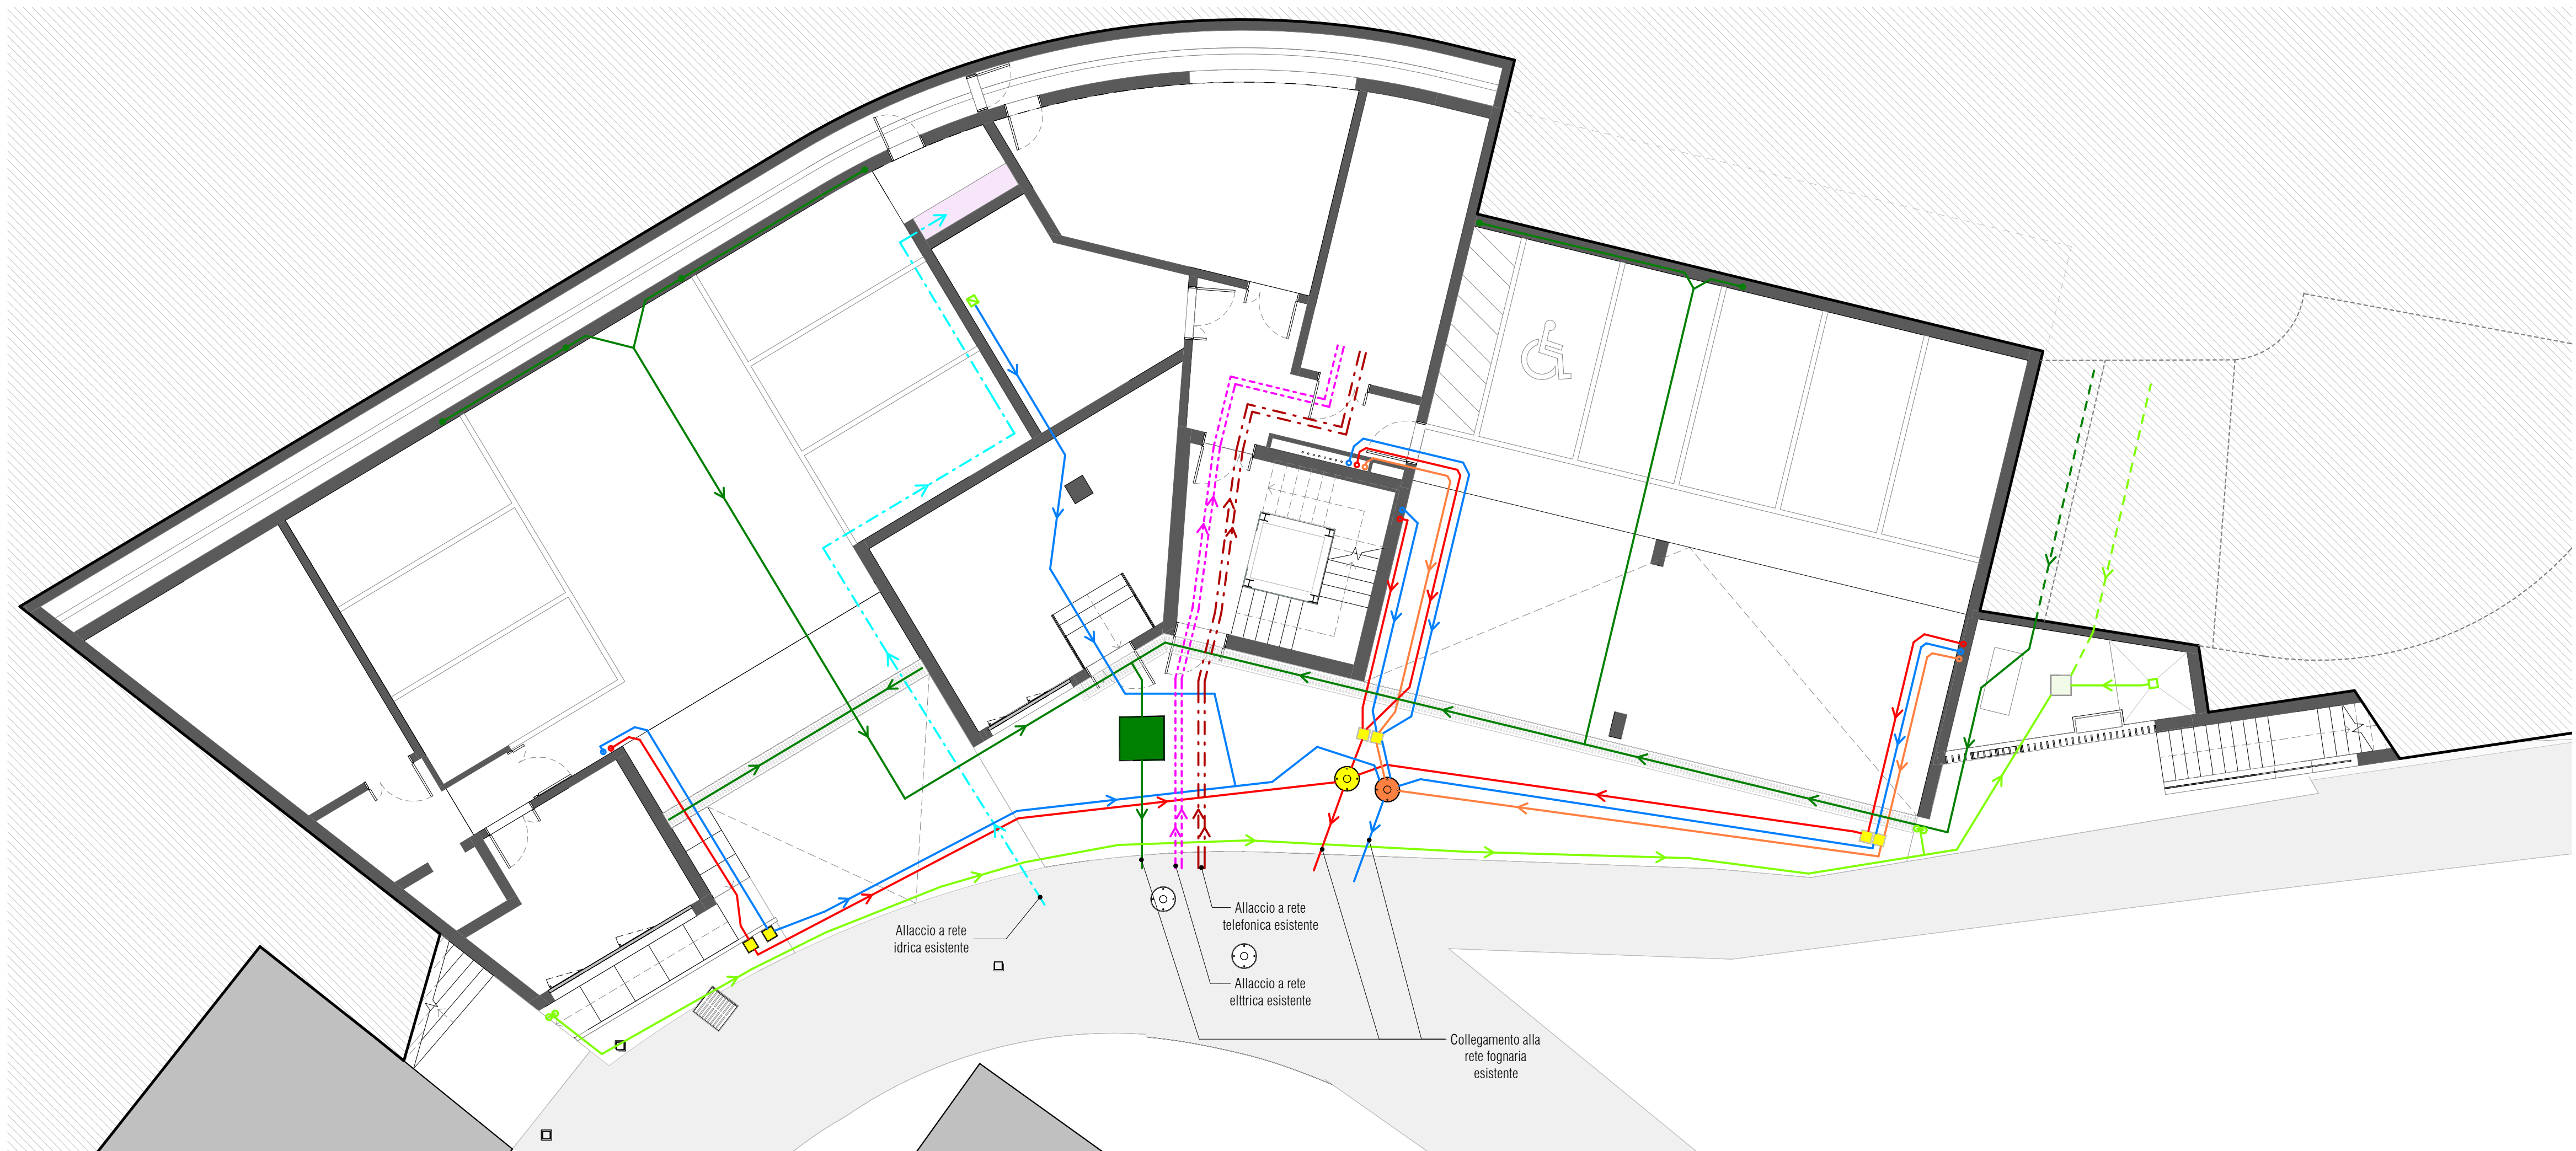 Allaccio a rete
telefonica esistente
Allaccio a rete
idrica esistente
Allaccio a rete
elttrica esistente
Collegamento alla
rete fognaria
esistente